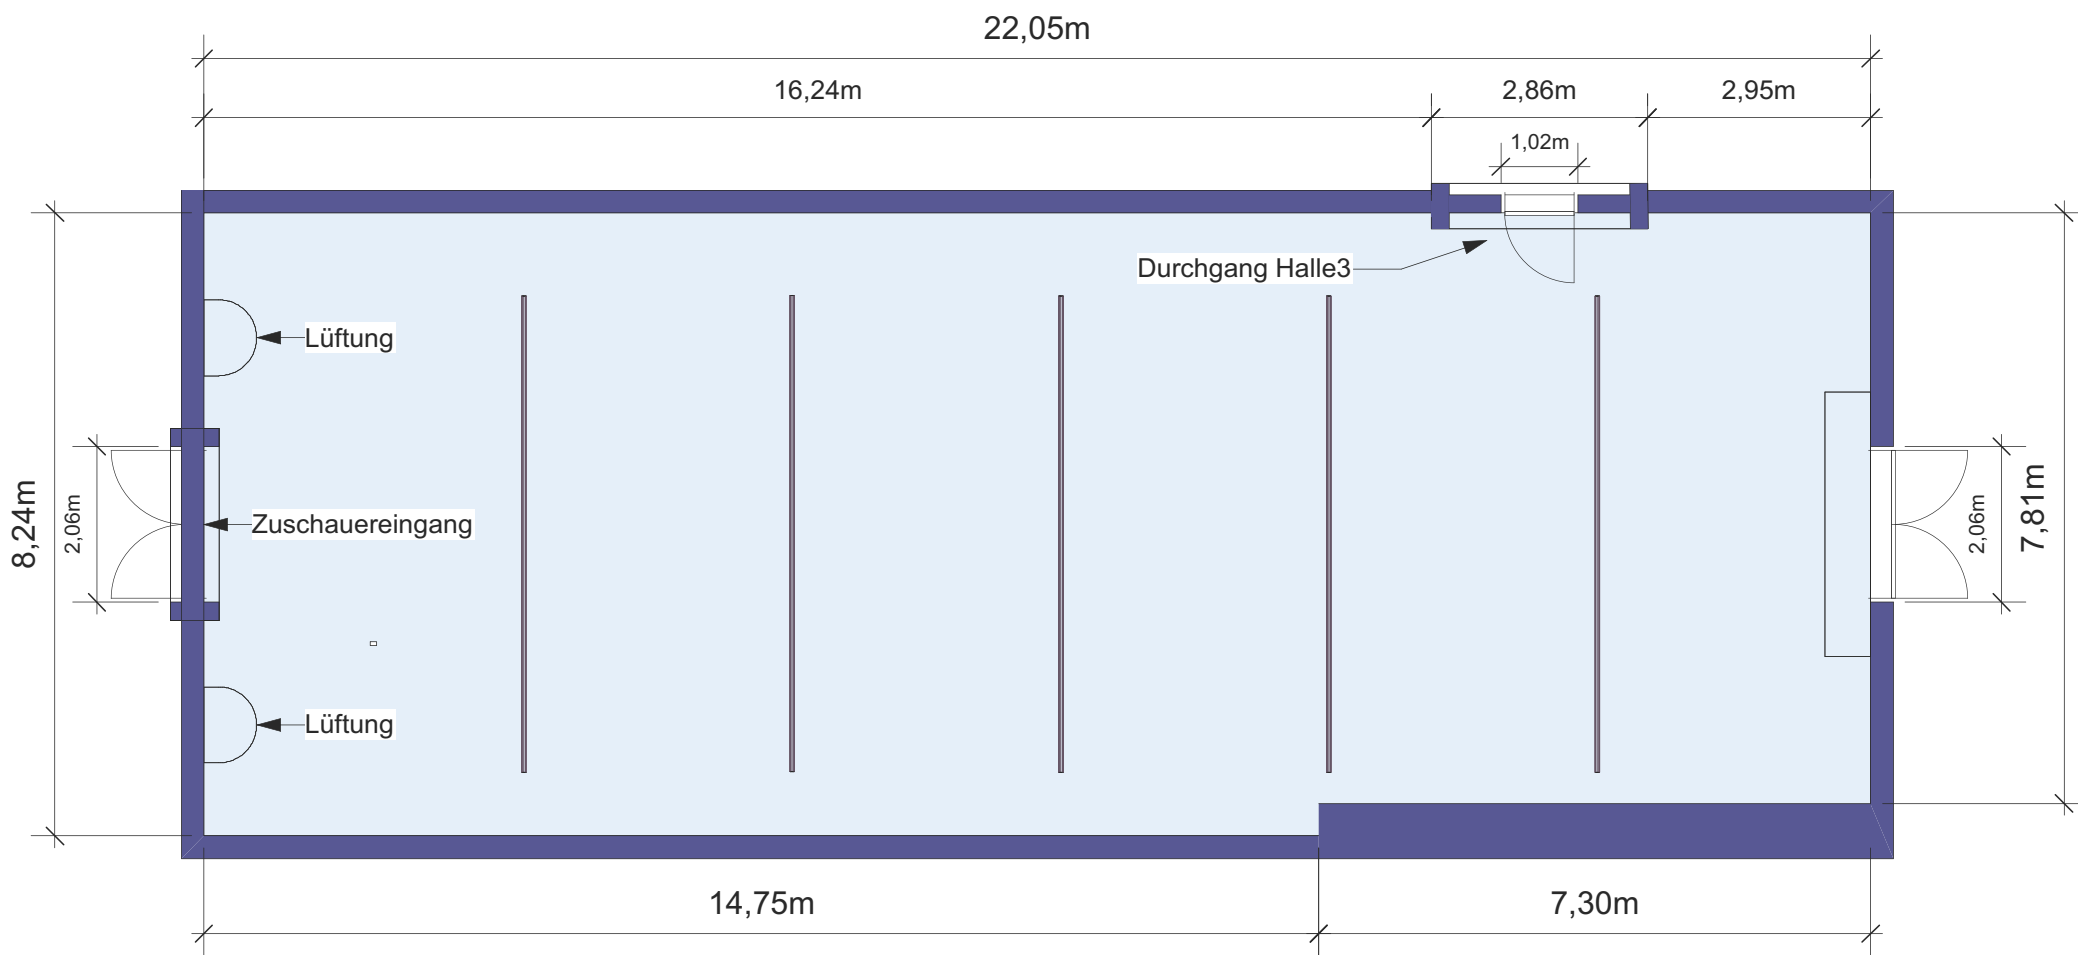 22,05m
16,24m
2,86m
2,95m
1,02m
Durchgang Halle3
Lüftung
8,24m
2,06m
Zuschauereingang
2,06m
7,81m
Lüftung
14,75m
7,30m